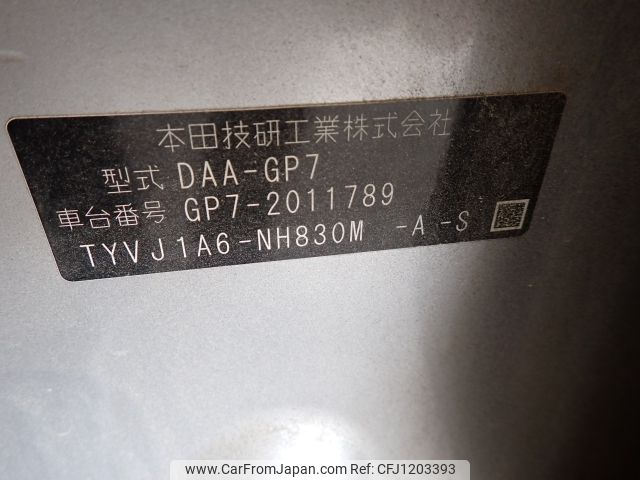 本田技研工業株式会社
型式 DAA-GP7
車台番号 GP7-2011789
TYVJ1A6-NH830M -A -S
www.CarFromJapan.com - Ref No. CFJ1203393